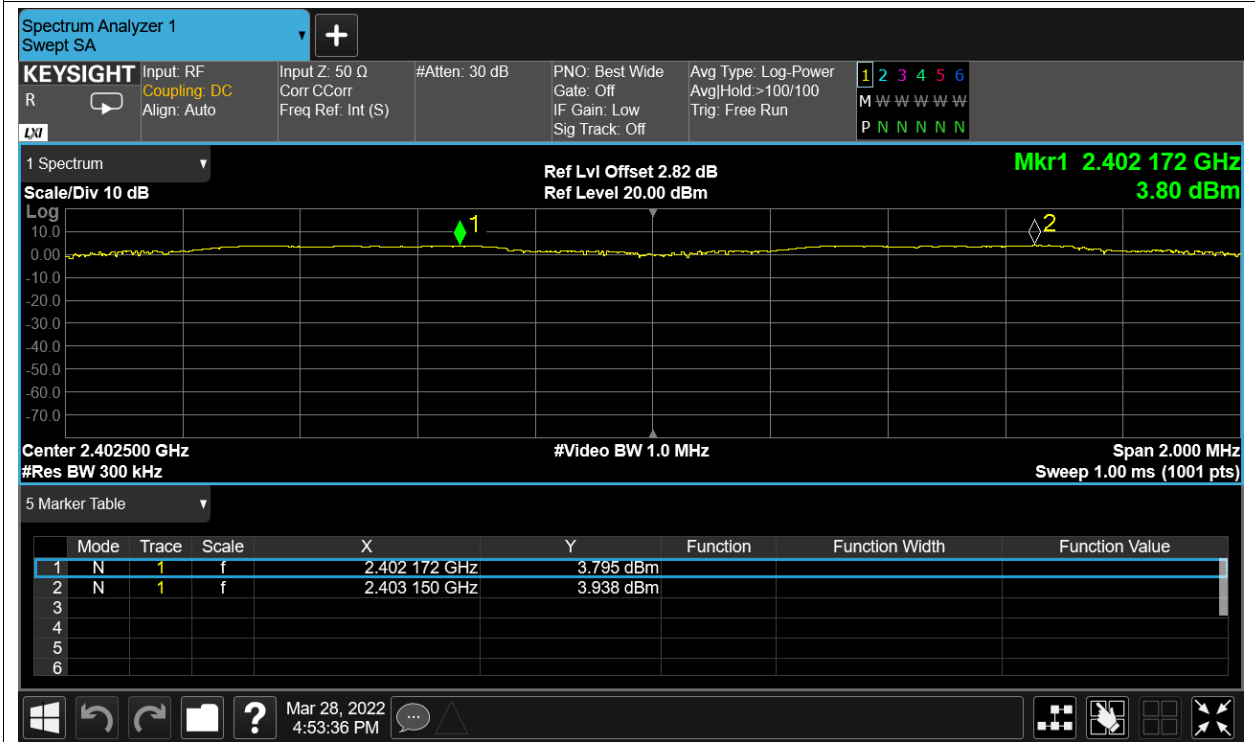 Spectrum Analyzer 1
Swept SA
+
KEYSIGHT Input: RF Input Z: 50 Ω #Atten: 30 dB PNO: Best Wide Avg Type: Log-Power 1 2 3 4 5 6
R Coupling: DC Corr CCorr Gate: Off Avg|Hold:>100/100 M W W W W W
Align: Auto Freq Ref: Int (S) IF Gain: Low Trig: Free Run
LXI Sig Track: Off P N N N N N
1 Spectrum Ref Lvl Offset 2.82 dB Mkr1 2.402 172 GHz
Scale/Div 10 dB Ref Level 20.00 dBm 3.80 dBm
Log
1 2
10.0
0.00
-10.0
-20.0
-30.0
-40.0
-50.0
-60.0
-70.0
Center 2.402500 GHz #Video BW 1.0 MHz Span 2.000 MHz
#Res BW 300 kHz Sweep 1.00 ms (1001 pts)
5 Marker Table
Mode Trace Scale X Y Function Function Width Function Value
1 N 1 f 2.402 172 GHz 3.795 dBm
2 N 1 f 2.403 150 GHz 3.938 dBm
3
4
5
6
? Mar 28, 2022
4:53:36 PM